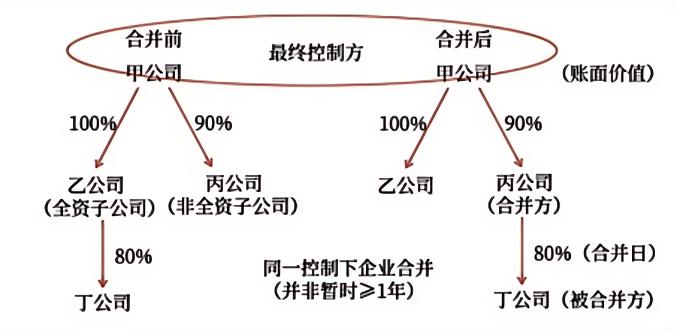 合并前
最终控制方
合并后
甲公司
甲公司
(账面价值)
100%
90%
100%
90%
乙公司
(全资子公司)
丙公司
(非全资子公司)
乙公司
丙公司
(合并方)
80%
80%(合并日)
同一控制下企业合并
(并非暂时≥1年)
丁公司
丁公司(被合并方)